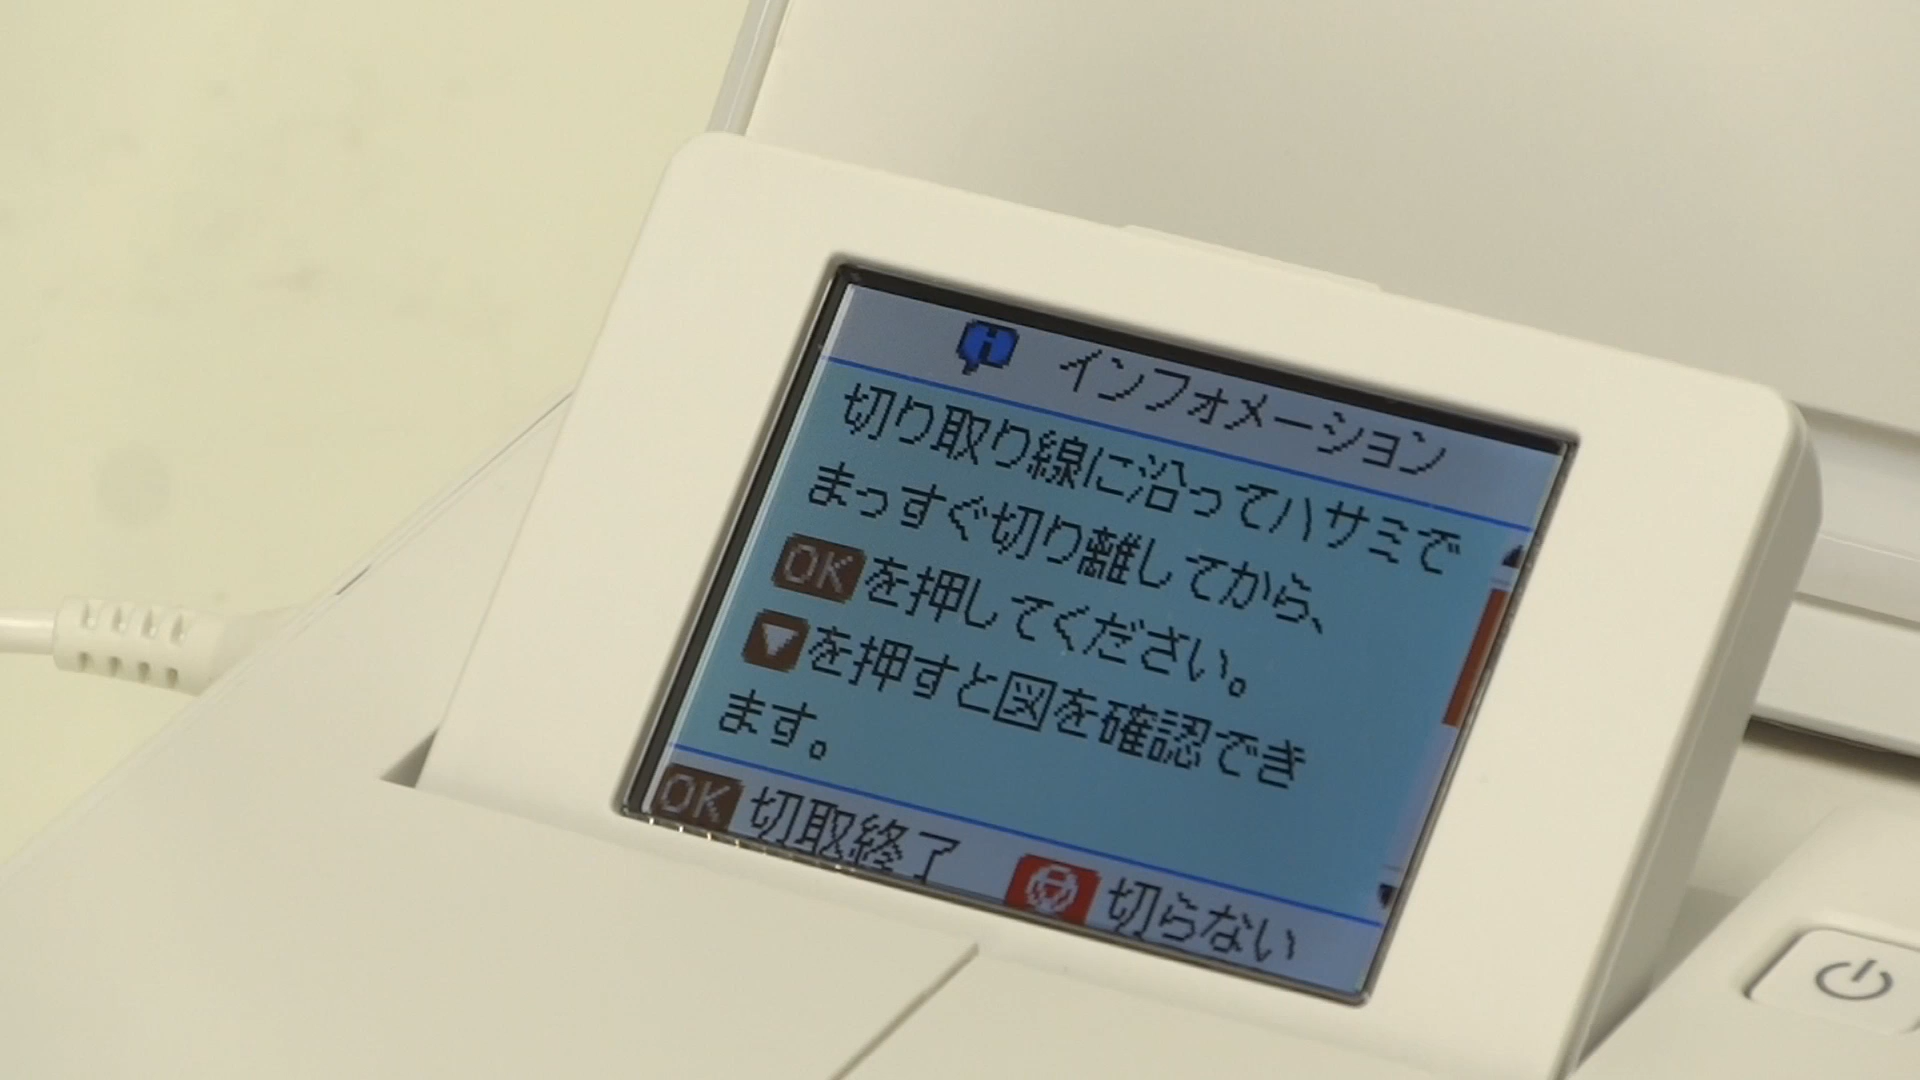 インフォメーション
切り取り線に沿ってハサミで
まっすぐ切り離してから、
OKを押してください。
▼を押すと図を確認でき
ます。
OK 切取終了 切らない